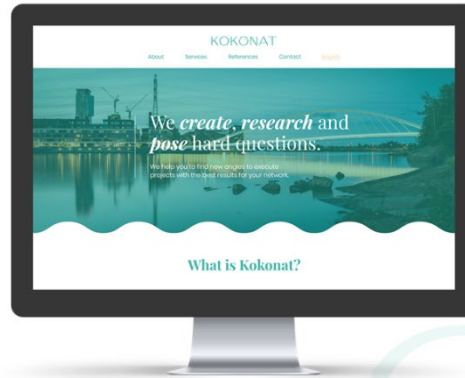 KOKONAT
About Services References Contact
We create, research and
pose hard questions.
We help you to find new angles to execute
projects with the best results for your network.
What is Kokonat?